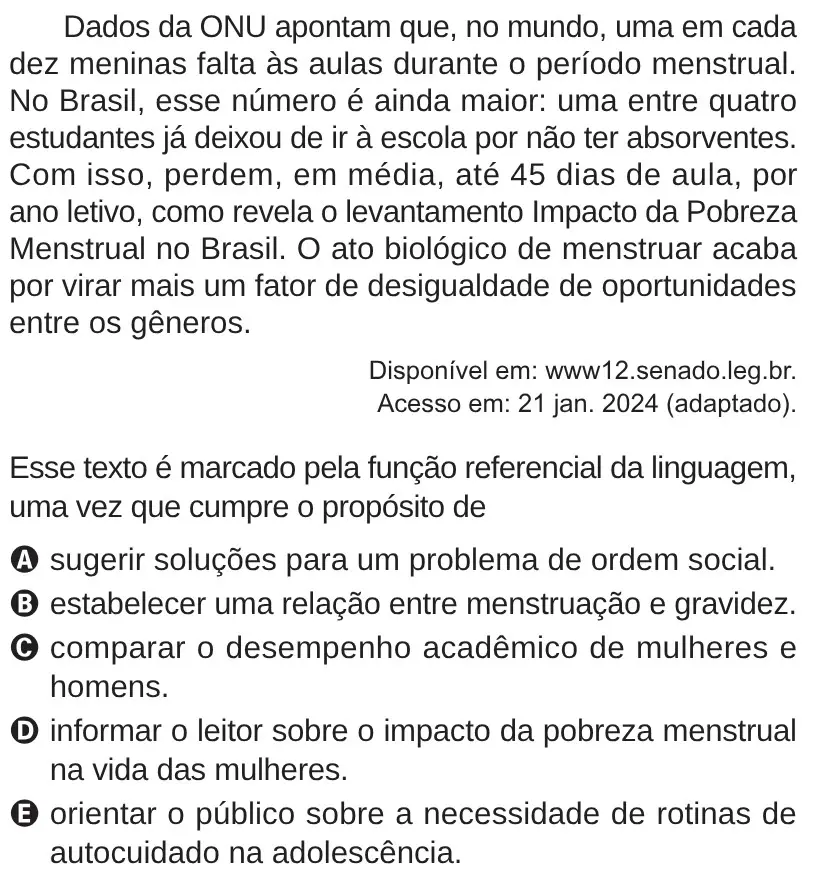 Dados da ONU apontam que, no mundo, uma em cada
dez meninas falta às aulas durante o período menstrual.
No Brasil, esse número é ainda maior: uma entre quatro
estudantes já deixou de ir à escola por não ter absorventes.
Com isso, perdem, em média, até 45 dias de aula, por
ano letivo, como revela o levantamento Impacto da Pobreza
Menstrual no Brasil. O ato biológico de menstruar acaba
por virar mais um fator de desigualdade de oportunidades
entre os gêneros.
Disponível em: www12.senado.leg.br.
Acesso em: 21 jan. 2024 (adaptado).
Esse texto é marcado pela função referencial da linguagem,
uma vez que cumpre o propósito de
A sugerir soluções para um problema de ordem social.
B estabelecer uma relação entre menstruação e gravidez.
C comparar o desempenho acadêmico de mulheres e
homens.
D informar o leitor sobre o impacto da pobreza menstrual
na vida das mulheres.
E orientar o público sobre a necessidade de rotinas de
autocuidado na adolescência.